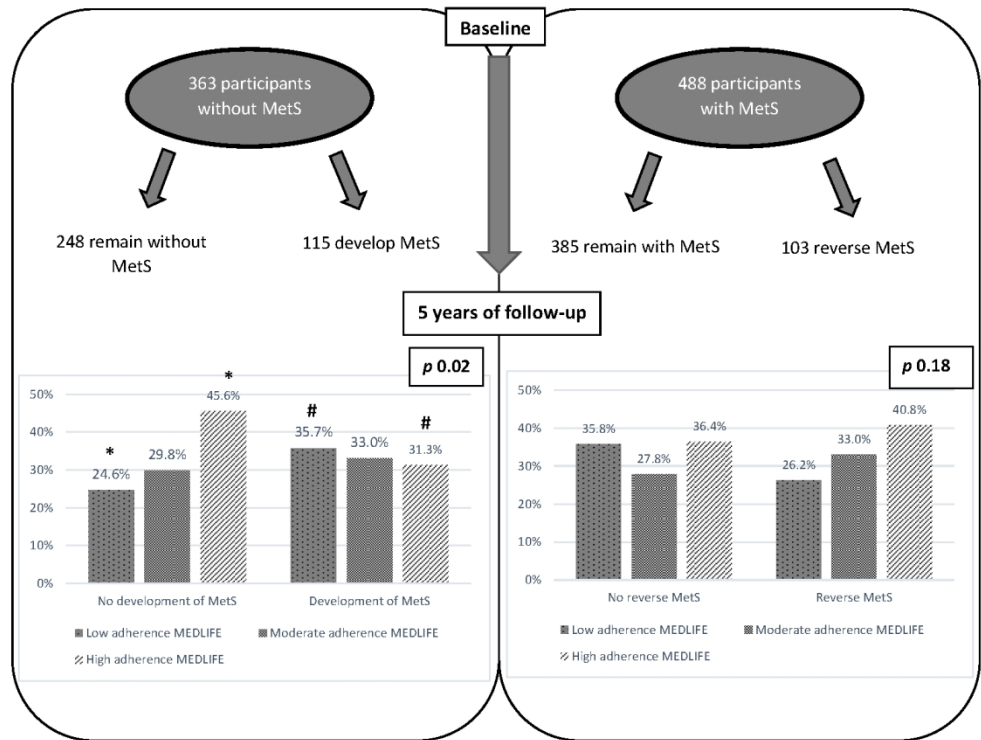 Baseline
363 participants
without MetS
488 participants
with MetS
248 remain without
MetS
115 develop MetS
385 remain with MetS
103 reverse MetS
5 years of follow-up
p 0.02
50%
40%
30%
20%
10%
0%
*
24.6%
29.8%
*
45.6%
#
35.7%
33.0%
#
31.3%
No development of MetS
Development of MetS
Low adherence MEDLIFE
Moderate adherence MEDLIFE
High adherence MEDLIFE
p 0.18
50%
40%
30%
20%
10%
0%
35.8%
27.8%
36.4%
26.2%
33.0%
40.8%
No reverse MetS
Reverse MetS
Low adherence MEDLIFE
Moderate adherence MEDLIFE
High adherence MEDLIFE